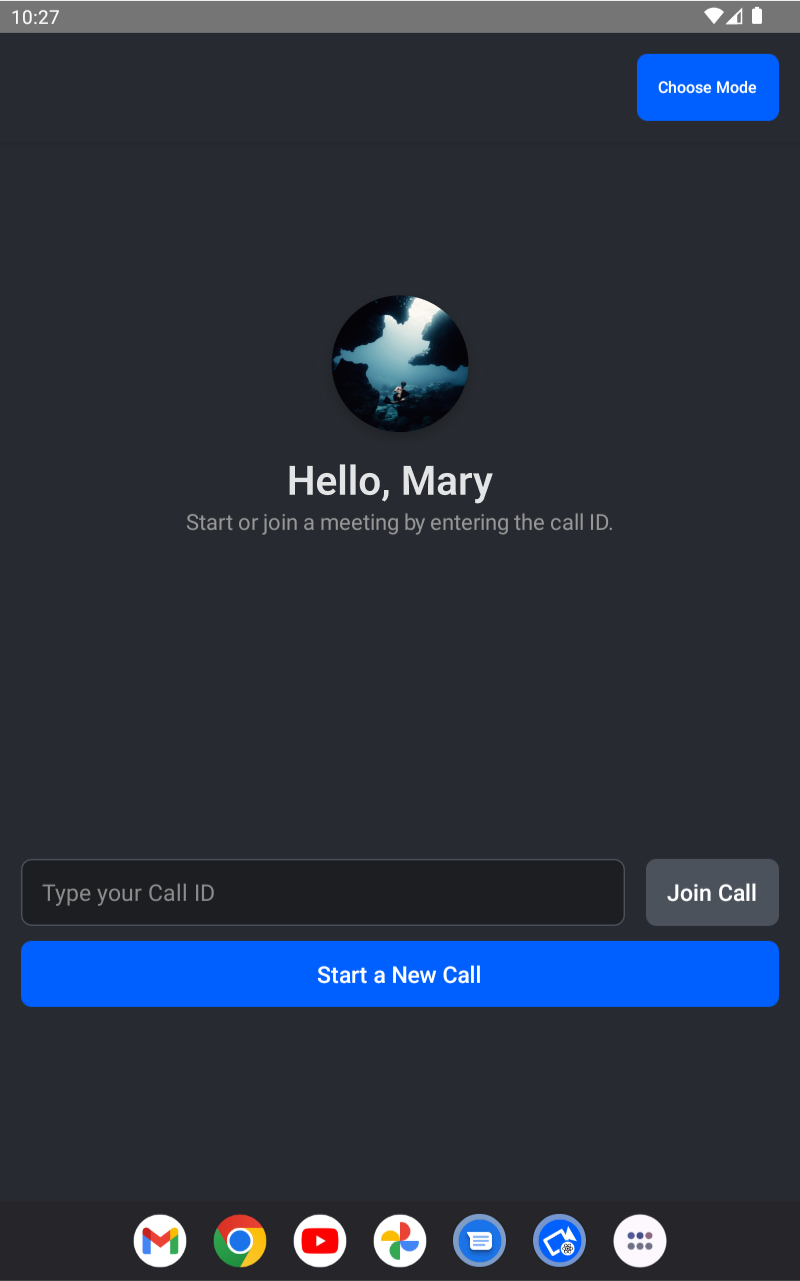 10:27
Choose Mode
Hello, Mary
Start or join a meeting by entering the call ID.
Type your Call ID
Join Call
Start a New Call